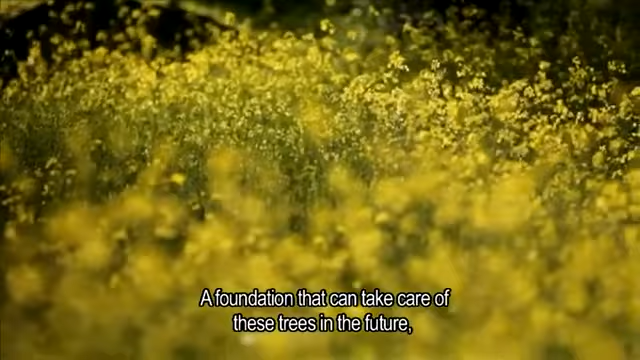 A foundation that can take care of
these trees in the future,